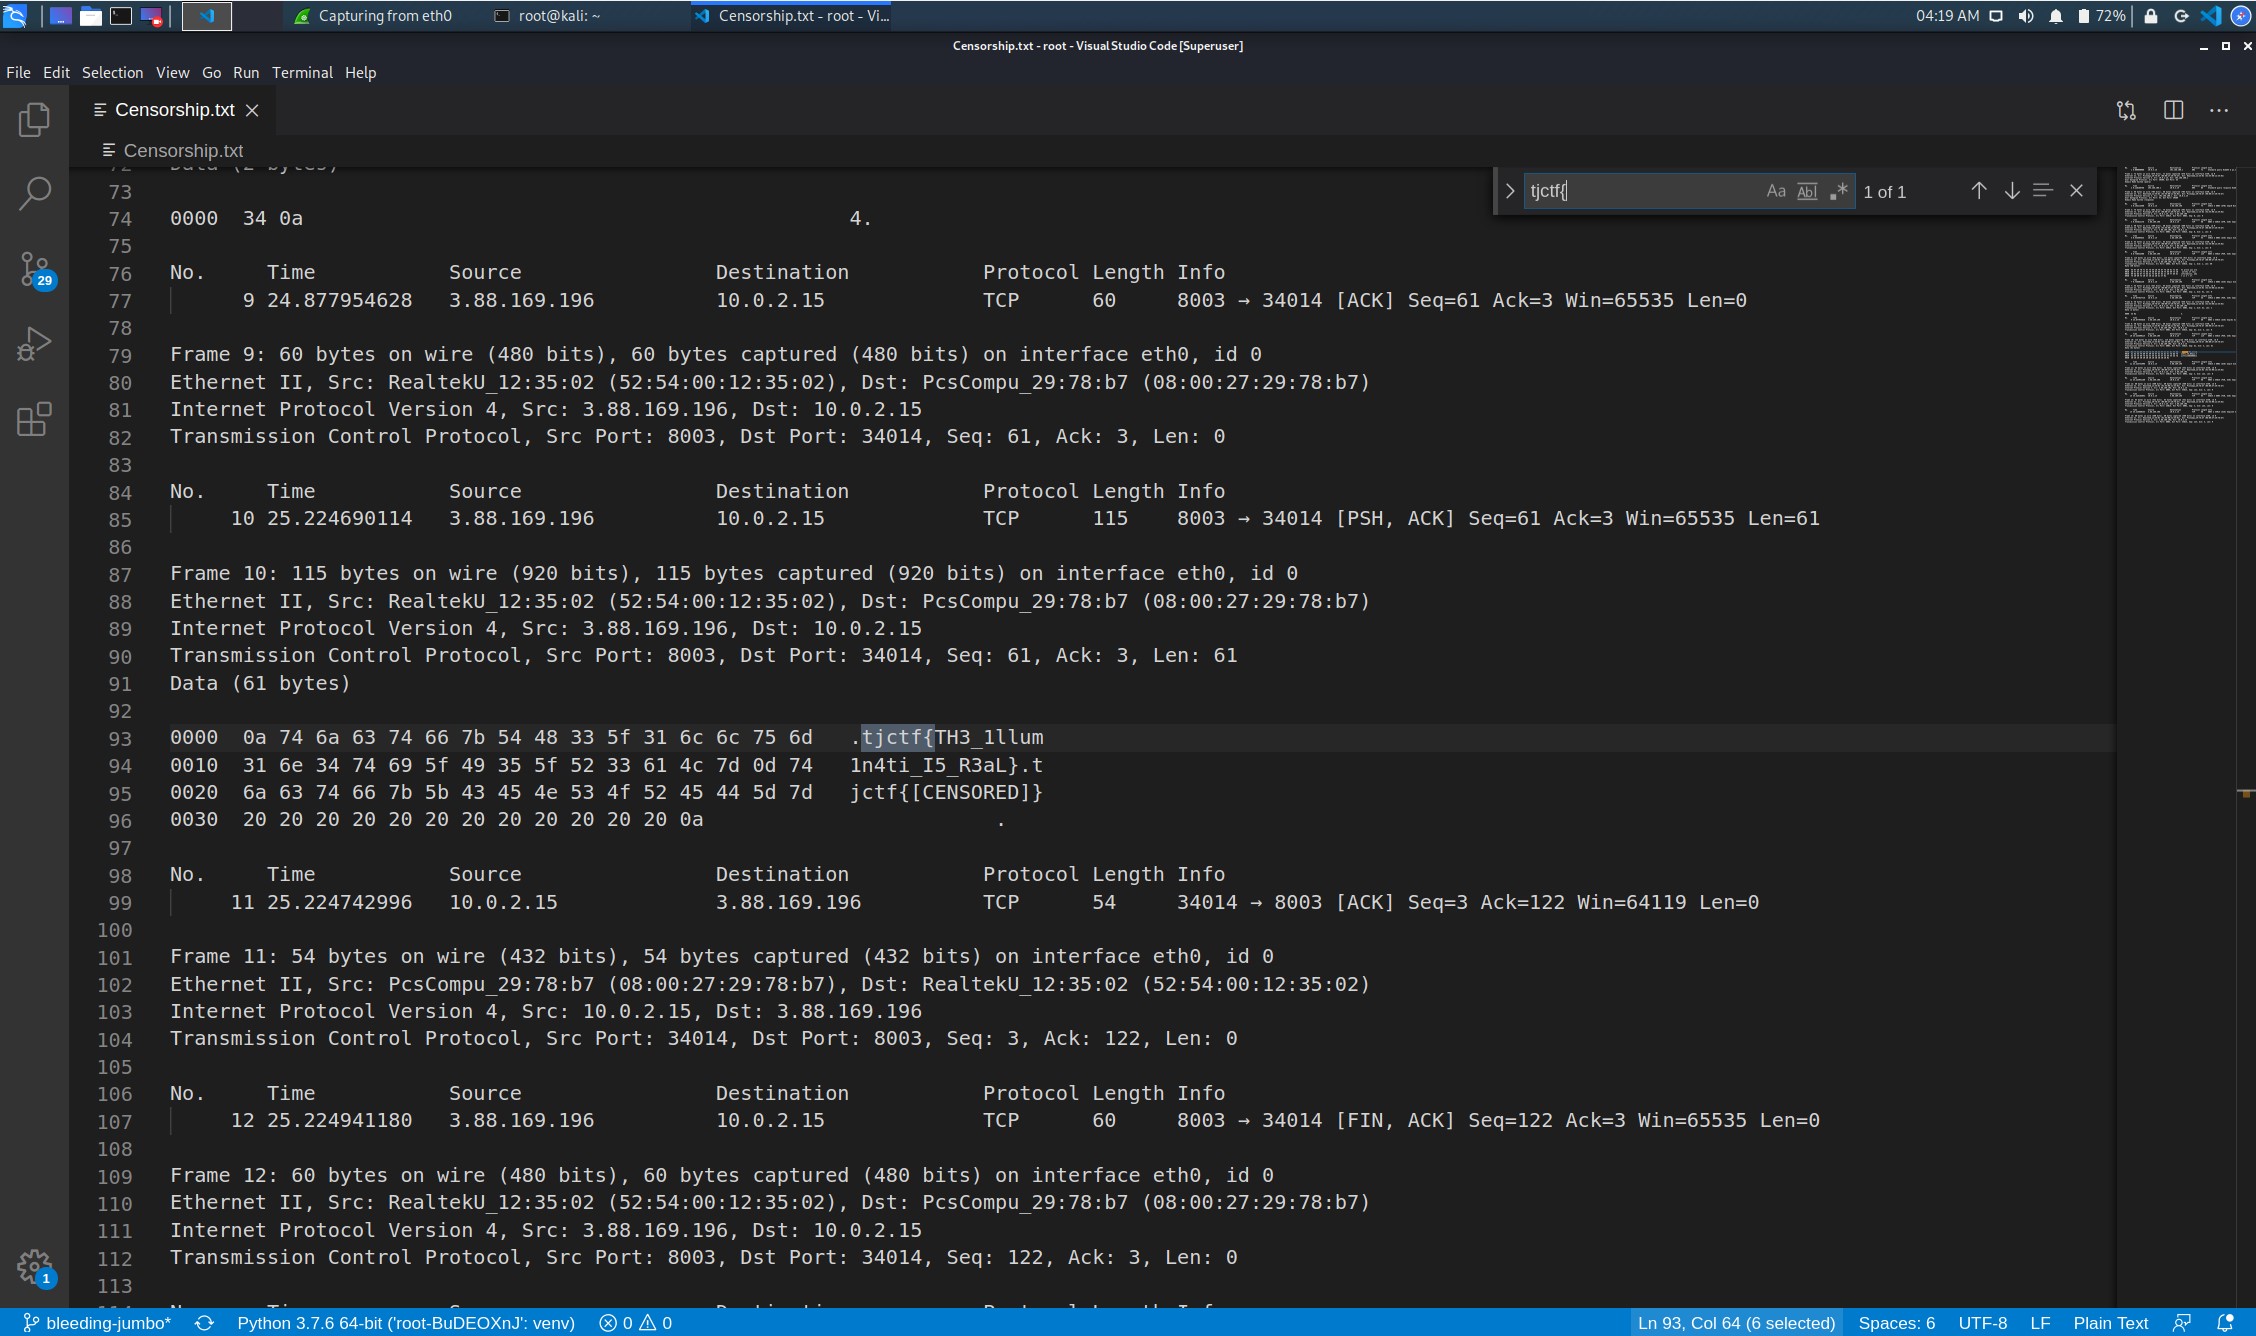 Capturing from eth0
root@kali: ~
Censorship.txt - root - Vi...
04:19 AM
72%
Censorship.txt - root - Visual Studio Code [Superuser]
File Edit Selection View Go Run Terminal Help
Censorship.txt
Censorship.txt
tjctf{ Aa Abl .* 1 of 1
29
1
72 Data (2 bytes)
73
74 0000  34 0a                                             4.
75
76 No.     Time           Source                Destination           Protocol Length Info
77       9 24.877954628   3.88.169.196          10.0.2.15             TCP      60     8003 → 34014 [ACK] Seq=61 Ack=3 Win=65535 Len=0
78
79 Frame 9: 60 bytes on wire (480 bits), 60 bytes captured (480 bits) on interface eth0, id 0
80 Ethernet II, Src: RealtekU_12:35:02 (52:54:00:12:35:02), Dst: PcsCompu_29:78:b7 (08:00:27:29:78:b7)
81 Internet Protocol Version 4, Src: 3.88.169.196, Dst: 10.0.2.15
82 Transmission Control Protocol, Src Port: 8003, Dst Port: 34014, Seq: 61, Ack: 3, Len: 0
83
84 No.     Time           Source                Destination           Protocol Length Info
85      10 25.224690114   3.88.169.196          10.0.2.15             TCP      115    8003 → 34014 [PSH, ACK] Seq=61 Ack=3 Win=65535 Len=61
86
87 Frame 10: 115 bytes on wire (920 bits), 115 bytes captured (920 bits) on interface eth0, id 0
88 Ethernet II, Src: RealtekU_12:35:02 (52:54:00:12:35:02), Dst: PcsCompu_29:78:b7 (08:00:27:29:78:b7)
89 Internet Protocol Version 4, Src: 3.88.169.196, Dst: 10.0.2.15
90 Transmission Control Protocol, Src Port: 8003, Dst Port: 34014, Seq: 61, Ack: 3, Len: 61
91 Data (61 bytes)
92
93 0000  0a 74 6a 63 74 66 7b 54 48 33 5f 31 6c 6c 75 6d   .tjctf{TH3_1llum
94 0010  31 6e 34 74 69 5f 49 35 5f 52 33 61 4c 7d 0d 74   1n4ti_I5_R3aL}.t
95 0020  6a 63 74 66 7b 5b 43 45 4e 53 4f 52 45 44 5d 7d   jctf{[CENSORED]}
96 0030  20 20 20 20 20 20 20 20 20 20 20 20 0a                        .
97
98 No.     Time           Source                Destination           Protocol Length Info
99      11 25.224742996   10.0.2.15             3.88.169.196          TCP      54     34014 → 8003 [ACK] Seq=3 Ack=122 Win=64119 Len=0
100
101 Frame 11: 54 bytes on wire (432 bits), 54 bytes captured (432 bits) on interface eth0, id 0
102 Ethernet II, Src: PcsCompu_29:78:b7 (08:00:27:29:78:b7), Dst: RealtekU_12:35:02 (52:54:00:12:35:02)
103 Internet Protocol Version 4, Src: 10.0.2.15, Dst: 3.88.169.196
104 Transmission Control Protocol, Src Port: 34014, Dst Port: 8003, Seq: 3, Ack: 122, Len: 0
105
106 No.     Time           Source                Destination           Protocol Length Info
107      12 25.224941180   3.88.169.196          10.0.2.15             TCP      60     8003 → 34014 [FIN, ACK] Seq=122 Ack=3 Win=65535 Len=0
108
109 Frame 12: 60 bytes on wire (480 bits), 60 bytes captured (480 bits) on interface eth0, id 0
110 Ethernet II, Src: RealtekU_12:35:02 (52:54:00:12:35:02), Dst: PcsCompu_29:78:b7 (08:00:27:29:78:b7)
111 Internet Protocol Version 4, Src: 3.88.169.196, Dst: 10.0.2.15
112 Transmission Control Protocol, Src Port: 8003, Dst Port: 34014, Seq: 122, Ack: 3, Len: 0
113
bleeding-jumbo* Python 3.7.6 64-bit ('root-BuDEOXnJ': venv) 0 0 Ln 93, Col 64 (6 selected) Spaces: 6 UTF-8 LF Plain Text